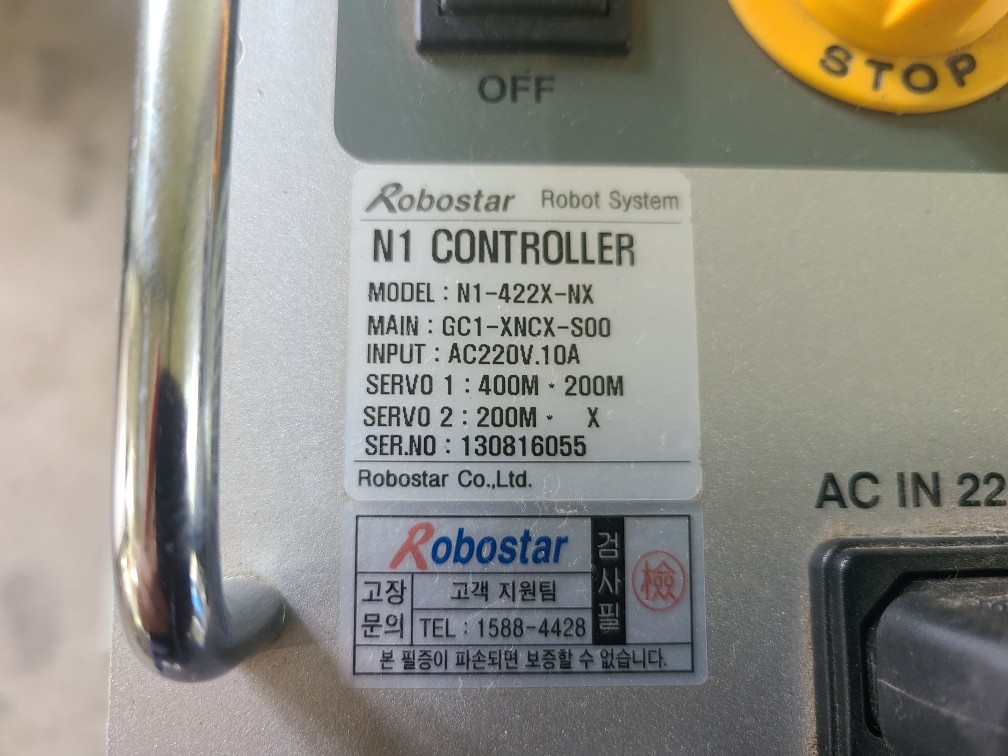 OFF
STOP
Robostar Robot System
N1 CONTROLLER
MODEL : N1-422X-NX
MAIN : GC1-XNCX-S00
INPUT : AC220V.10A
SERVO 1 : 400M · 200M
SERVO 2 : 200M · X
SER.NO : 130816055
Robostar Co.,Ltd.
AC IN 22
Robostar
검사필
檢
고장 문의
고객 지원팀
TEL : 1588-4428
본 필증이 파손되면 보증할 수 없습니다.